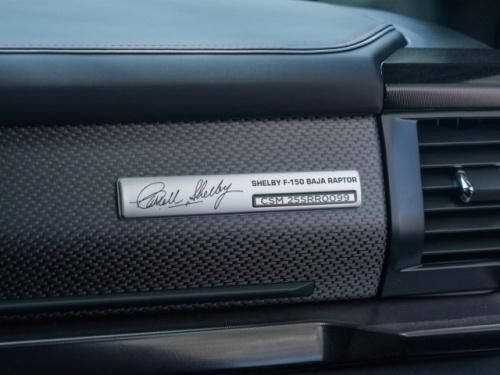 Carroll Shelby
SHELBY F-150 BAJA RAPTOR
CSM 25SRR0099